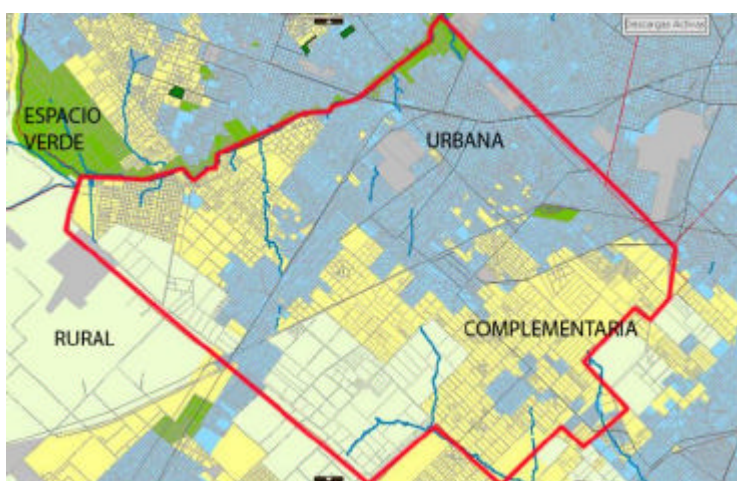 Descargas Activas
ESPACIO
VERDE
URBANA
RURAL
COMPLEMENTARIA